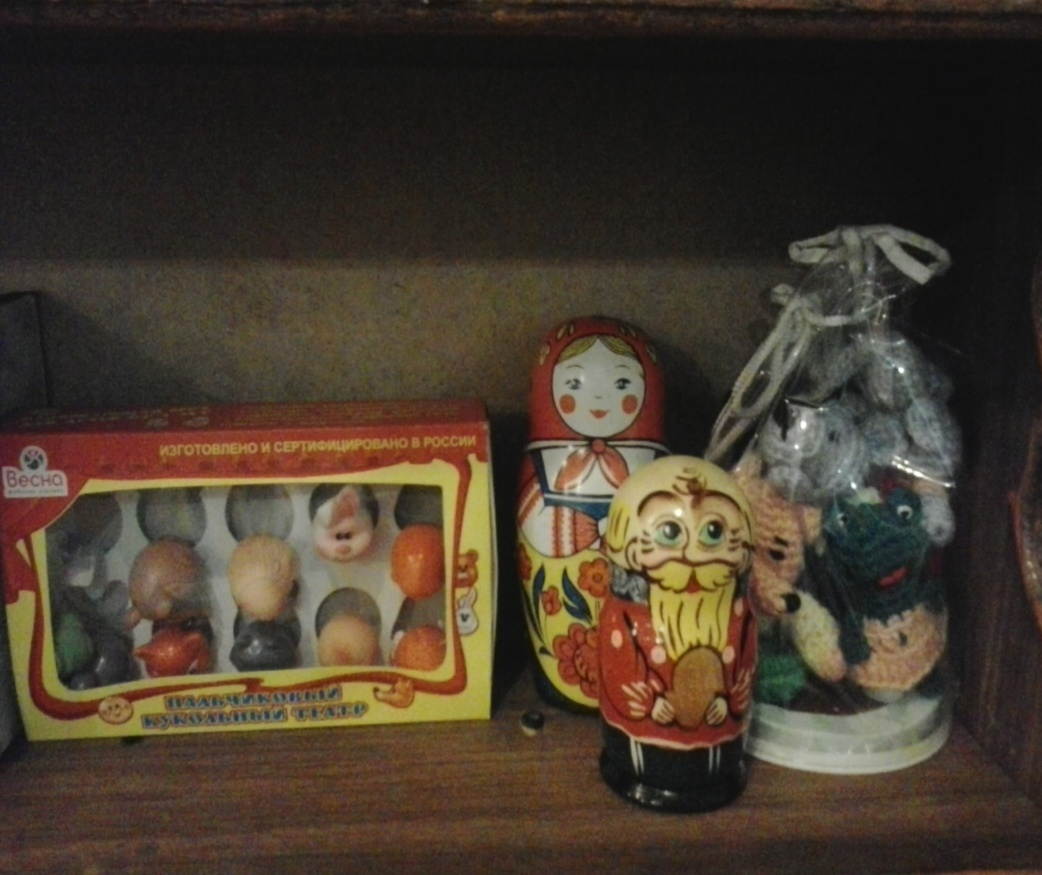 ИЗГОТОВЛЕНО И СЕРТИФИЦИРОВАНО В РОССИИ
Весна
ПАЛЬЧИКОВЫЙ
КУКОЛЬНЫЙ ТЕАТР